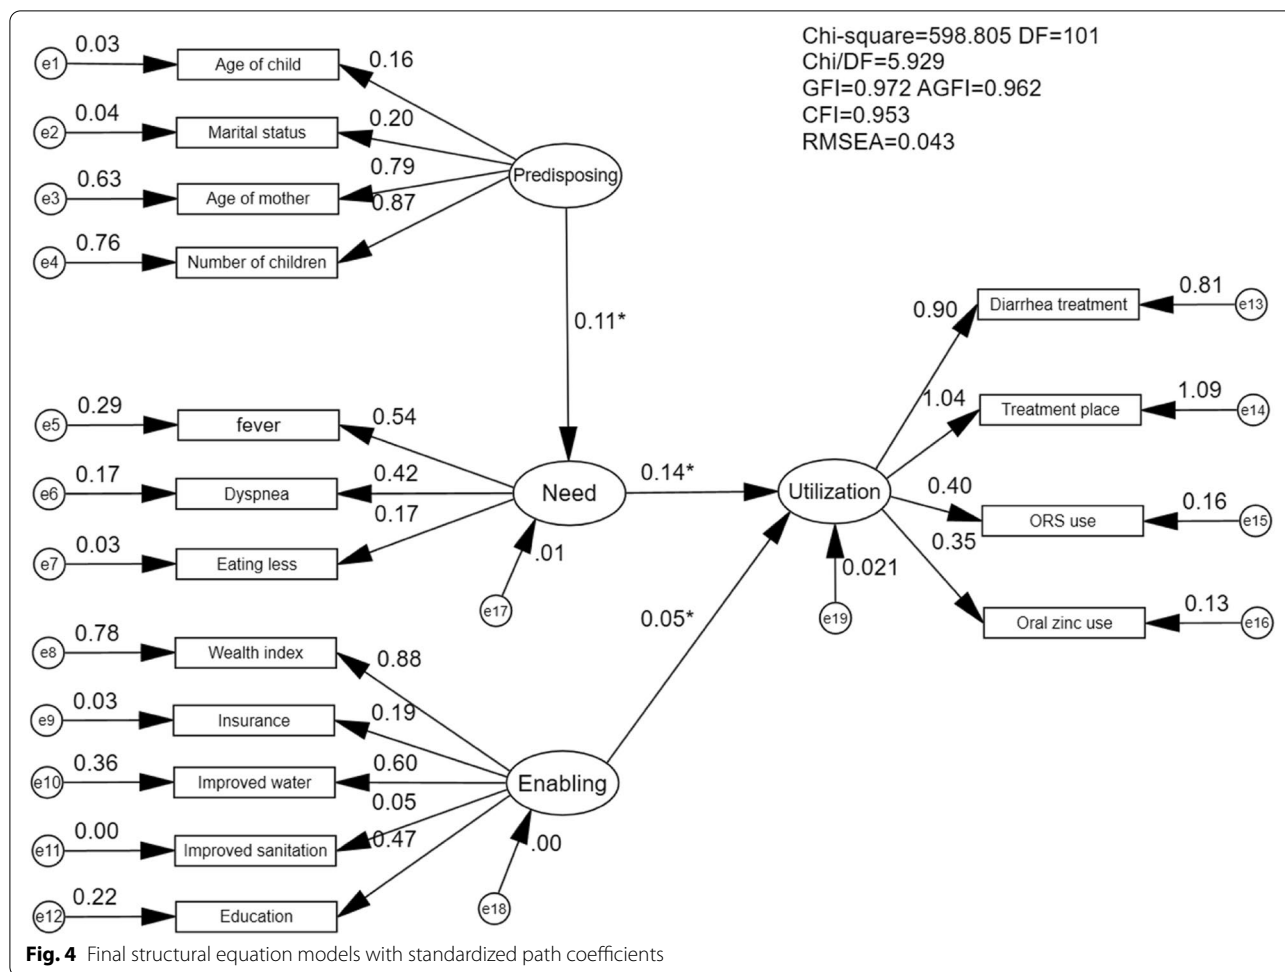 Chi-square=598.805 DF=101
Chi/DF=5.929
GFI=0.972 AGFI=0.962
CFI=0.953
RMSEA=0.043
e1 0.03 Age of child 0.16
e2 0.04 Marital status 0.20
Predisposing
e3 0.63 Age of mother 0.79
e4 0.76 Number of children 0.87
0.11*
e5 0.29 fever 0.54
e6 0.17 Dyspnea 0.42
e7 0.03 Eating less 0.17
Need
.01
e17
0.14*
Utilization
0.021
e19
0.90 Diarrhea treatment 0.81 e13
1.04 Treatment place 1.09 e14
0.40 ORS use 0.16 e15
0.35 Oral zinc use 0.13 e16
0.05*
e8 0.78 Wealth index 0.88
e9 0.03 Insurance 0.19
e10 0.36 Improved water 0.60
Enabling
e11 0.00 Improved sanitation 0.05
e12 0.22 Education 0.47
.00
e18
Fig. 4 Final structural equation models with standardized path coefficients